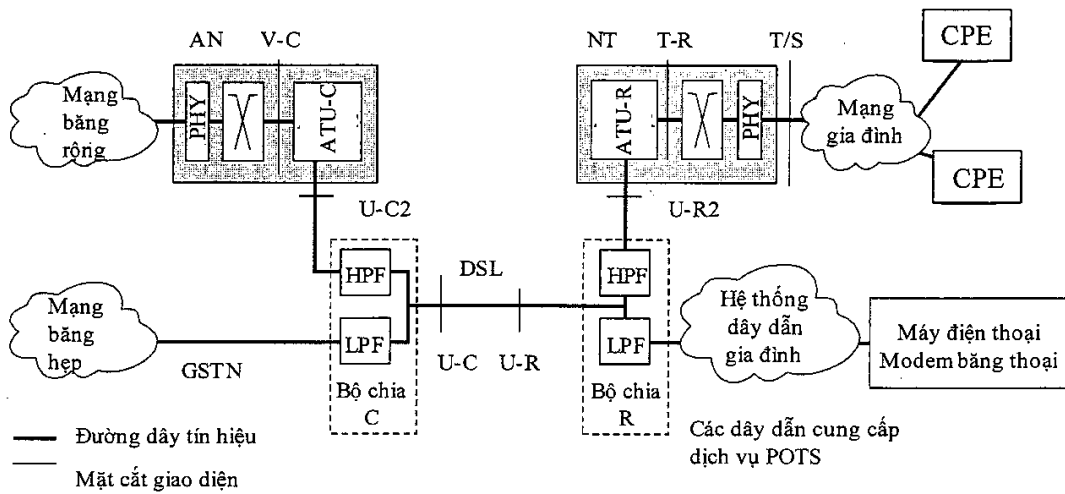 AN
V-C
NT
T-R
T/S
CPE
Mạng
băng
rộng
PHY
ATU-C
ATU-R
PHY
Mạng
gia đình
CPE
U-C2
U-R2
HPF
DSL
HPF
Mạng
băng
hẹp
GSTN
LPF
U-C
U-R
LPF
Hệ thống
dây dẫn
gia đình
Máy điện thoại
Modem băng thoại
Bộ chia
C
Bộ chia
R
Các dây dẫn cung cấp
dịch vụ POTS
Đường dây tín hiệu
Mặt cắt giao diện